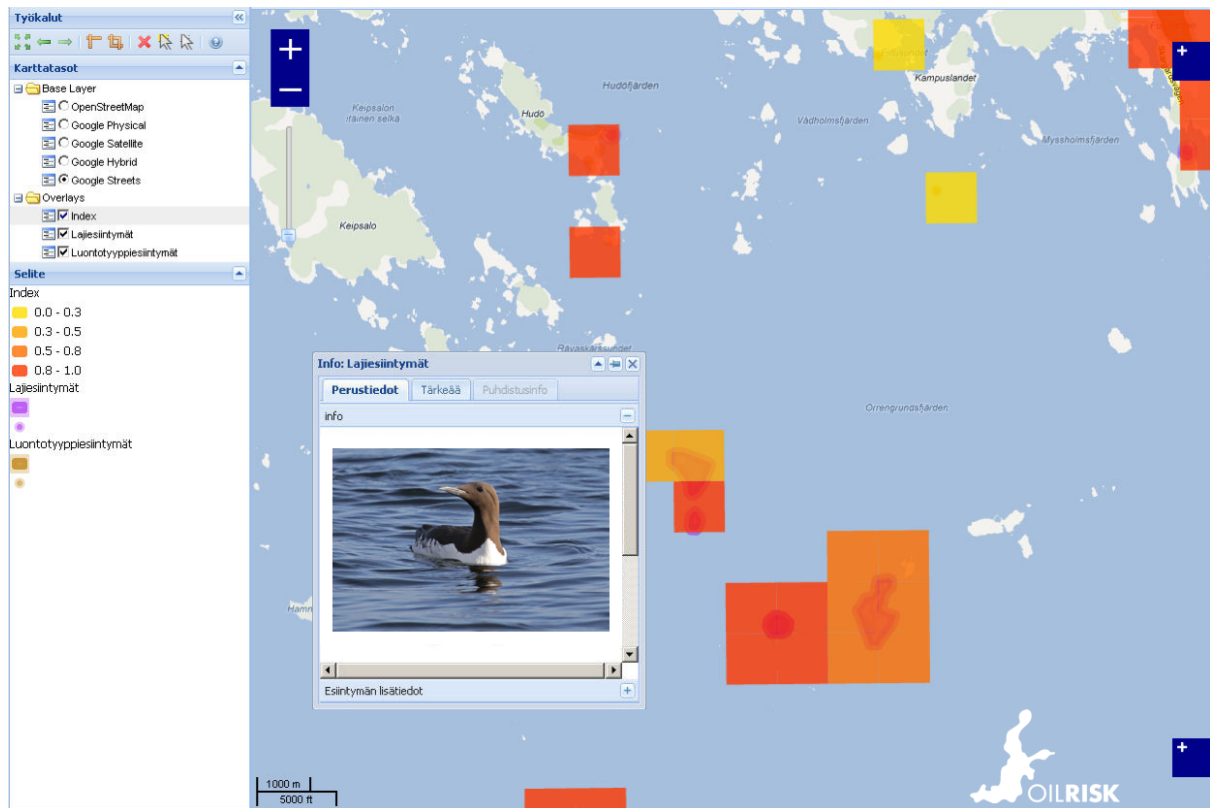 Työkalut
Karttatasot
Base Layer
OpenStreetMap
Google Physical
Google Satellite
Google Hybrid
Google Streets
Overlays
Index
Lajiesiintymät
Luontotyyppiesiintymät
Selite
Index
0.0 - 0.3
0.3 - 0.5
0.5 - 0.8
0.8 - 1.0
Lajiesiintymät
Luontotyyppiesiintymät
Kampuslandet
Hudöfjärden
Keipsalon
itäinen selkä
Hudö
Vådholmsfjärden
Myssholmsfjärden
Keipsalo
Ravaskärssundet
Info: Lajiesiintymät
Perustiedot
Tärkeää
Puhdistusinfo
info
Orrengrundsfjärden
Esiintymän lisätiedot
1000 m
5000 ft
OILRISK